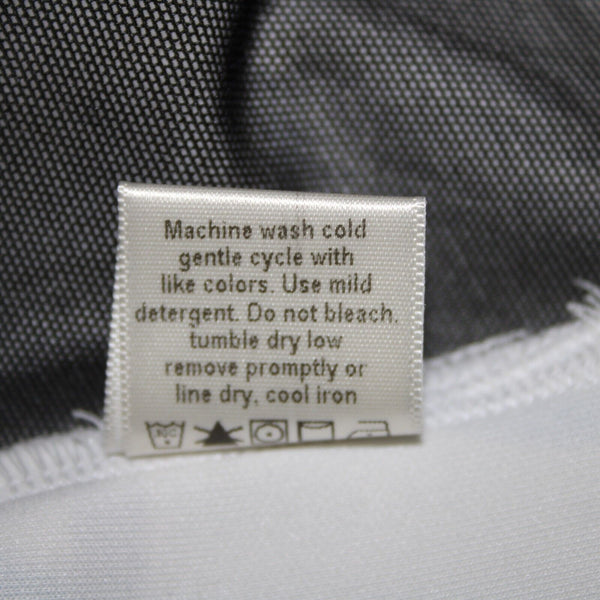 Machine wash cold
gentle cycle with
like colors. Use mild
detergent. Do not bleach.
tumble dry low
remove promptly or
line dry, cool iron